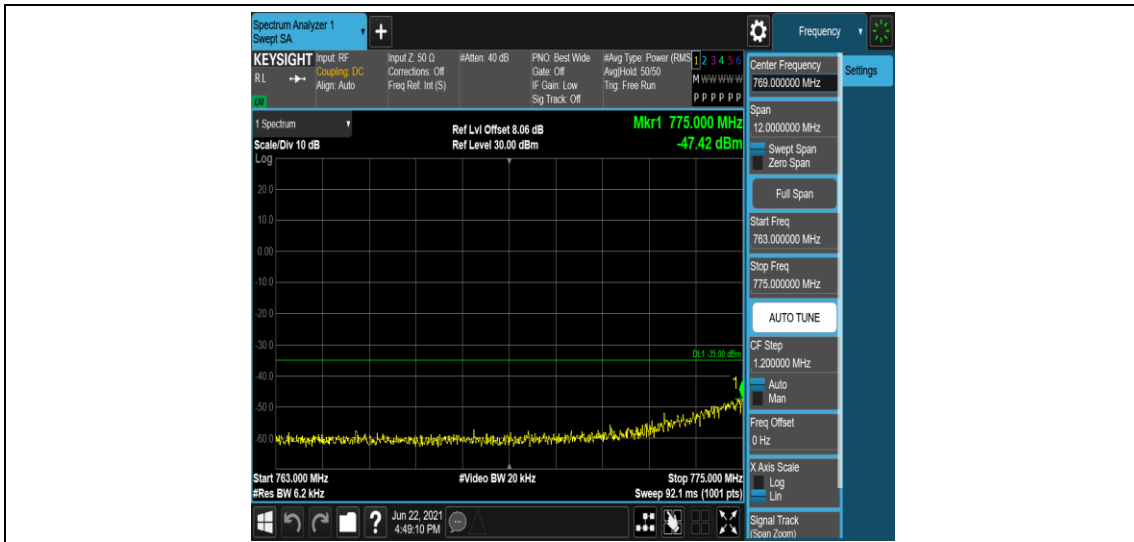 Spectrum Analyzer 1
Swept SA
+
Frequency
KEYSIGHT
RL
LXI
Input: RF
Coupling: DC
Align: Auto
Input Z: 50 Ω
Corrections: Off
Freq Ref: Int (S)
#Atten: 40 dB
PNO: Best Wide
Gate: Off
IF Gain: Low
Sig Track: Off
#Avg Type: Power (RMS
Avg|Hold: 50/50
Trig: Free Run
1 2 3 4 5 6
M W W W W W
P P P P P P
1 Spectrum
Scale/Div 10 dB
Ref Lvl Offset 8.06 dB
Ref Level 30.00 dBm
Mkr1 775.000 MHz
-47.42 dBm
Log
20.0
10.0
0.00
-10.0
-20.0
-30.0
DL1 -35.00 dBm
-40.0
1
-50.0
-60.0
Start 763.000 MHz
#Video BW 20 kHz
Stop 775.000 MHz
#Res BW 6.2 kHz
Sweep 92.1 ms (1001 pts)
Jun 22, 2021
4:49:10 PM
?
Center Frequency
769.000000 MHz
Settings
Span
12.0000000 MHz
Swept Span
Zero Span
Full Span
Start Freq
763.000000 MHz
Stop Freq
775.000000 MHz
AUTO TUNE
CF Step
1.200000 MHz
Auto
Man
Freq Offset
0 Hz
X Axis Scale
Log
Lin
Signal Track
(Span Zoom)